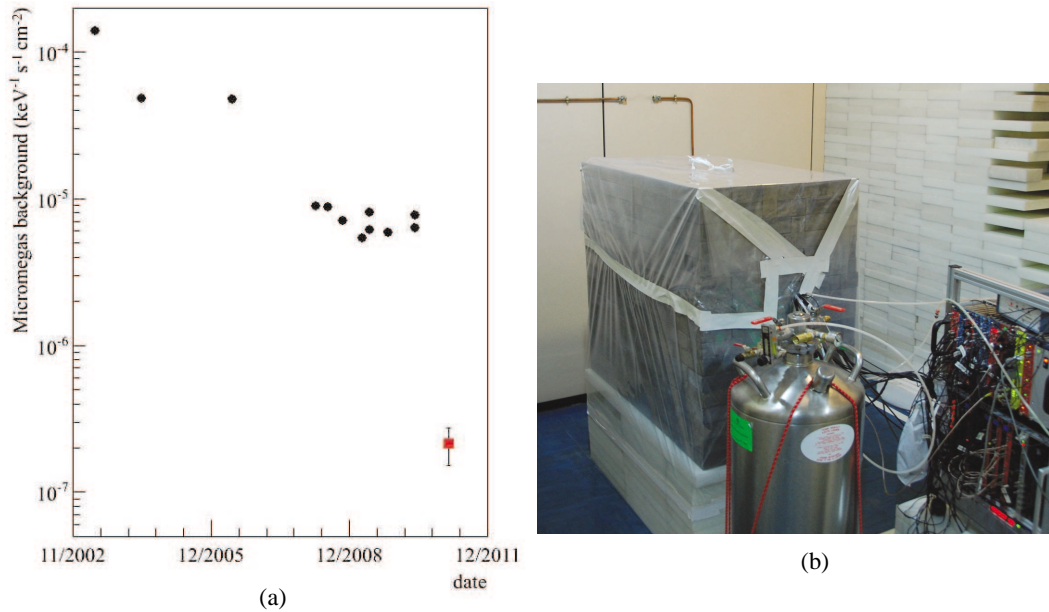 Micromegas background (keV⁻¹ s⁻¹ cm⁻²)
10⁻⁴
10⁻⁵
10⁻⁶
10⁻⁷
11/2002 12/2005 12/2008 12/2011
date
(a)
(b)